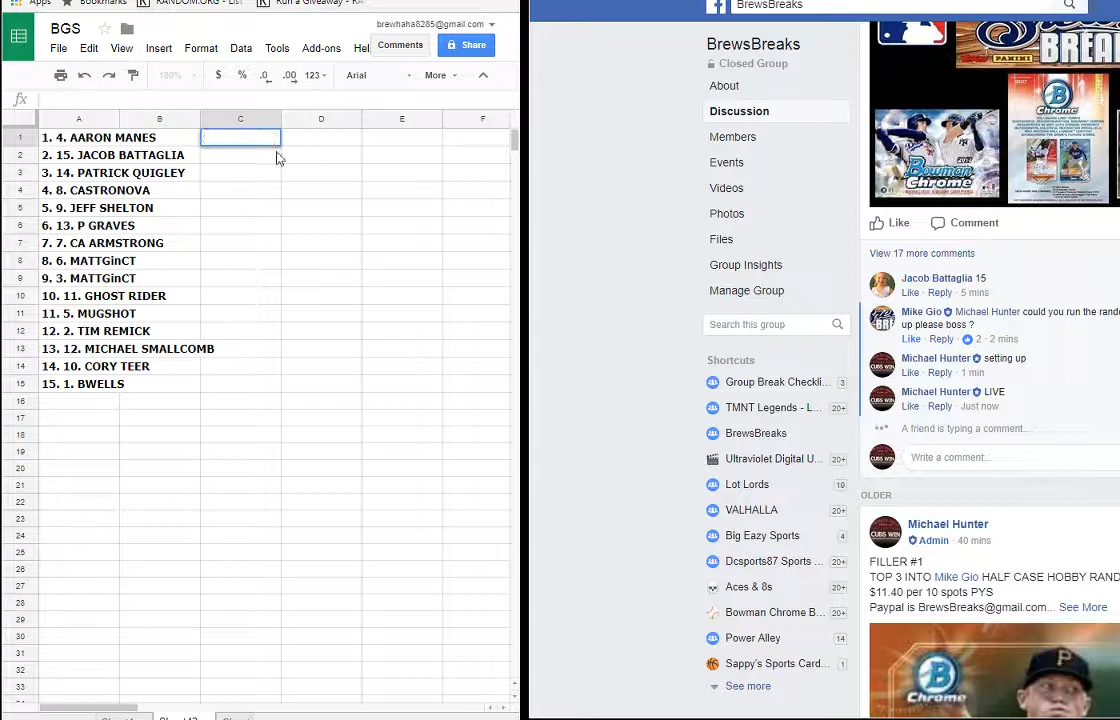 Apps Bookmarks RANDOM.ORG - List Run a Giveaway - RA
BGS
brewhaha8285@gmail.com
File Edit View Insert Format Data Tools Add-ons Hel
Comments Share
100% $ % .0 .00 123 Arial More
fx
A B C D E F
1 1. 4. AARON MANES
2 2. 15. JACOB BATTAGLIA
3 3. 14. PATRICK QUIGLEY
4 4. 8. CASTRONOVA
5 5. 9. JEFF SHELTON
6 6. 13. P GRAVES
7 7. 7. CA ARMSTRONG
8 8. 6. MATTGinCT
9 9. 3. MATTGinCT
10 10. 11. GHOST RIDER
11 11. 5. MUGSHOT
12 12. 2. TIM REMICK
13 13. 12. MICHAEL SMALLCOMB
14 14. 10. CORY TEER
15 15. 1. BWELLS
16
17
18
19
20
21
22
23
24
25
26
27
28
29
30
31
32
33
BrewsBreaks
BrewsBreaks
Closed Group
About
Discussion
Members
Events
Videos
Photos
Files
Group Insights
Manage Group
Search this group
Shortcuts
Group Break Checkli... 3
TMNT Legends - L... 20+
BrewsBreaks
Ultraviolet Digital U... 20+
Lot Lords 19
VALHALLA 20+
Big Eazy Sports 4
Dcsports87 Sports ... 20+
Aces & 8s 20+
Bowman Chrome B... 20+
Power Alley 14
Sappy's Sports Card... 1
See more
PANINI
BREA
Bowman
Chrome
Chrome
Like Comment
View 17 more comments
Jacob Battaglia 15
Like · Reply · 5 mins
Mike Gio Michael Hunter could you run the rand
up please boss ?
Like · Reply · 2 · 2 mins
Michael Hunter setting up
Like · Reply · 1 min
Michael Hunter LIVE
Like · Reply · Just now
A friend is typing a comment...
CUBS WIN
Write a comment...
OLDER
CUBS WIN
Michael Hunter
Admin · 40 mins
FILLER #1
TOP 3 INTO Mike Gio HALF CASE HOBBY RAND
$11.40 per 10 spots PYS
Paypal is BrewsBreaks@gmail.com... See More
Chrome